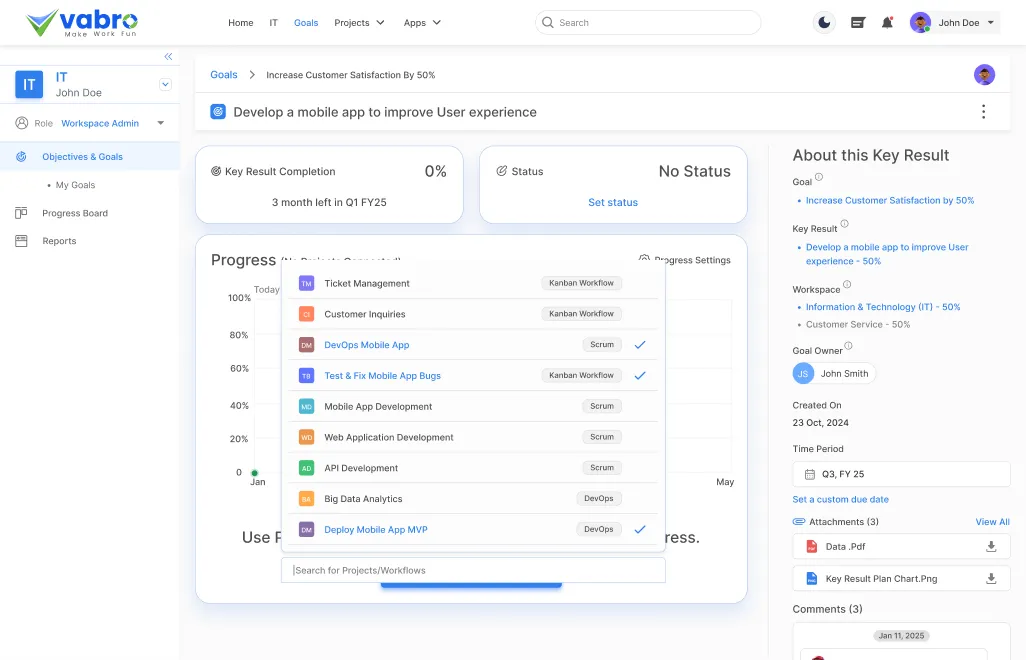 vabro
Make Work Fun
Home IT Goals Projects Apps
Search
John Doe
IT
IT
John Doe
Role Workspace Admin
Objectives & Goals
• My Goals
Progress Board
Reports
Goals > Increase Customer Satisfaction By 50%
Develop a mobile app to improve User experience
Key Result Completion 0%
3 month left in Q1 FY25
Status No Status
Set status
Progress (No Projects Connected)
Progress Settings
Today
100%
80%
60%
40%
20%
0
Jan
May
TM Ticket Management Kanban Workflow
CI Customer Inquiries Kanban Workflow
DM DevOps Mobile App Scrum
TB Test & Fix Mobile App Bugs Kanban Workflow
MD Mobile App Development Scrum
WD Web Application Development Scrum
AD API Development Scrum
BA Big Data Analytics DevOps
DM Deploy Mobile App MVP DevOps
Use
Search for Projects/Workflows
About this Key Result
Goal
• Increase Customer Satisfaction by 50%
Key Result
• Develop a mobile app to improve User
experience - 50%
Workspace
• Information & Technology (IT) - 50%
• Customer Service - 50%
Goal Owner
JS John Smith
Created On
23 Oct, 2024
Time Period
Q3, FY 25
Set a custom due date
Attachments (3) View All
Data .Pdf
Key Result Plan Chart.Png
Comments (3)
Jan 11, 2025